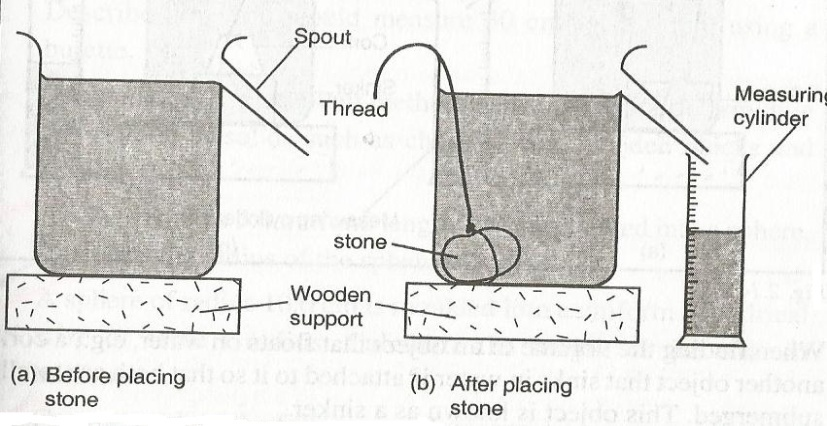 Spout
Thread
Measuring
cylinder
stone
Wooden
support
(a) Before placing
stone
(b) After placing
stone